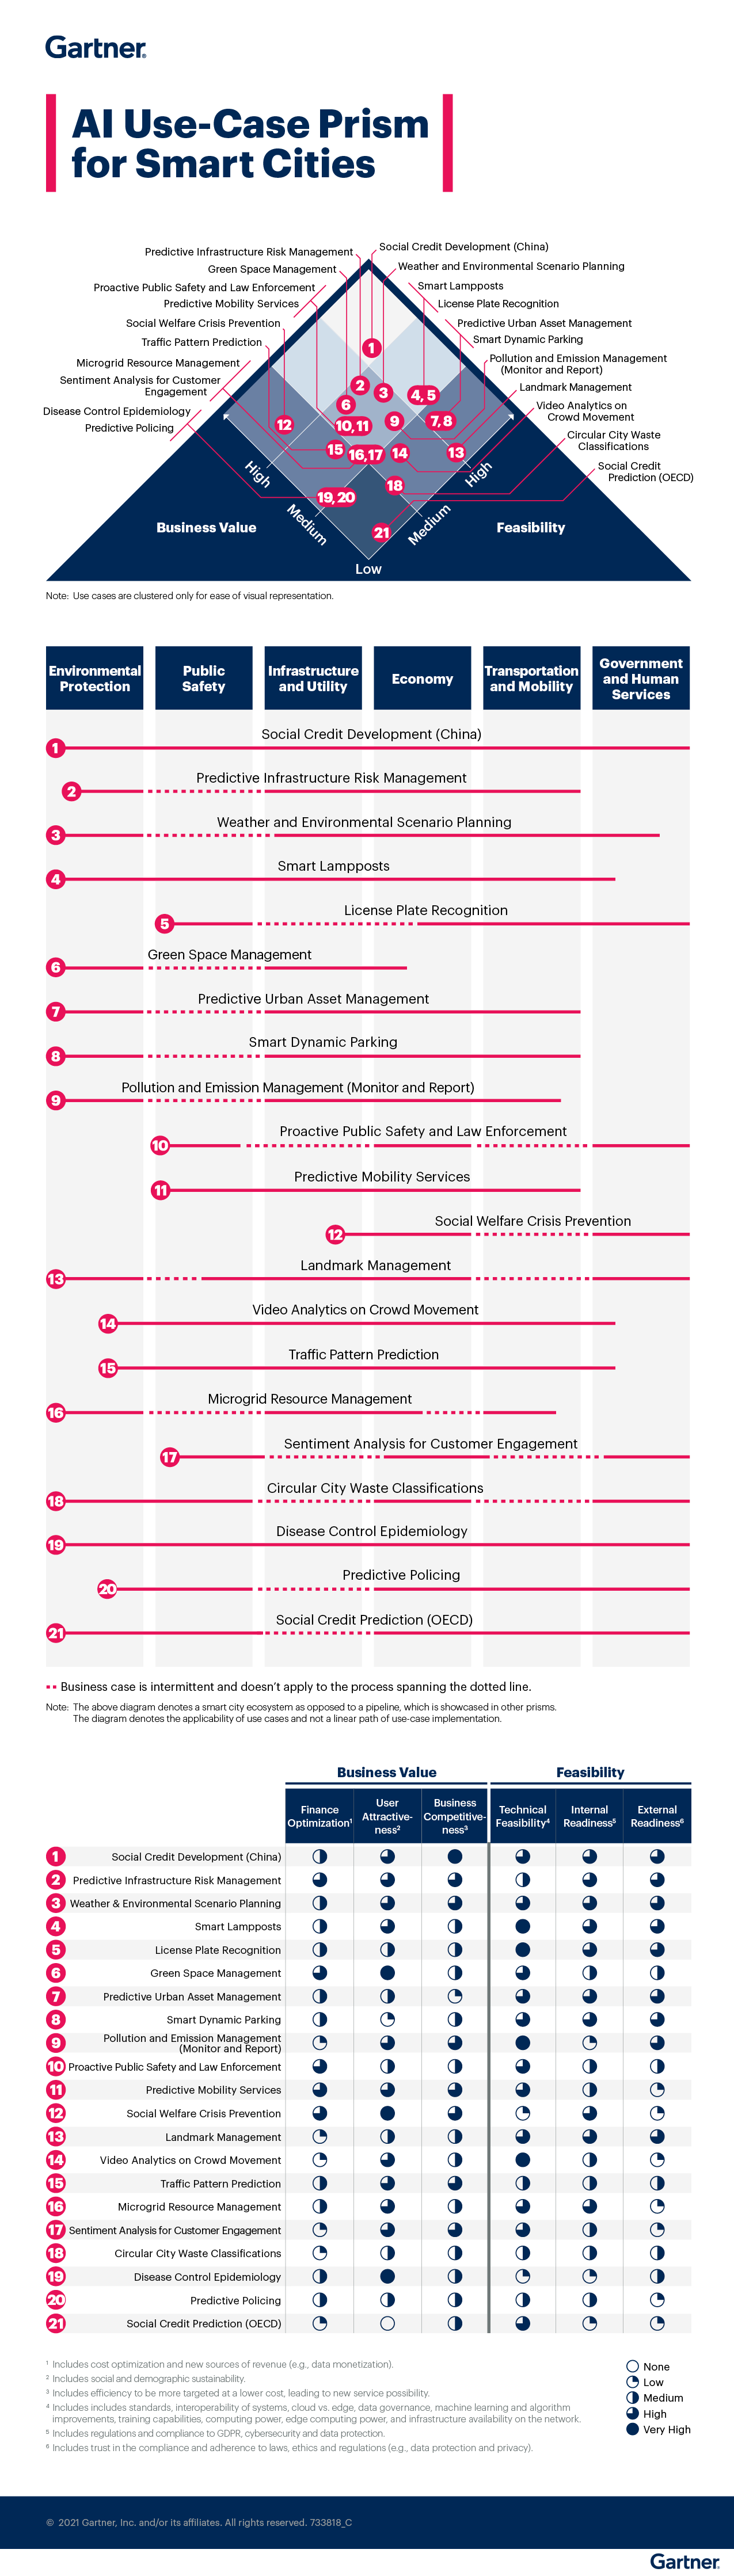 Gartner®
AI Use-Case Prism
for Smart Cities
Predictive Infrastructure Risk Management
Green Space Management
Proactive Public Safety and Law Enforcement
Predictive Mobility Services
Social Welfare Crisis Prevention
Traffic Pattern Prediction
Microgrid Resource Management
Sentiment Analysis for Customer
Engagement
Disease Control Epidemiology
Predictive Policing
Social Credit Development (China)
Weather and Environmental Scenario Planning
Smart Lampposts
License Plate Recognition
Predictive Urban Asset Management
Smart Dynamic Parking
Pollution and Emission Management
(Monitor and Report)
Landmark Management
Video Analytics on
Crowd Movement
Circular City Waste
Classifications
Social Credit
Prediction (OECD)
1
2
3
4, 5
6
7, 8
9
10, 11
12
13
14
15
16, 17
18
19, 20
21
High
Medium
Low
Medium
High
Business Value
Feasibility
Note: Use cases are clustered only for ease of visual representation.
Environmental
Protection
Public
Safety
Infrastructure
and Utility
Economy
Transportation
and Mobility
Government
and Human
Services
1 Social Credit Development (China)
2 Predictive Infrastructure Risk Management
3 Weather and Environmental Scenario Planning
4 Smart Lampposts
5 License Plate Recognition
6 Green Space Management
7 Predictive Urban Asset Management
8 Smart Dynamic Parking
9 Pollution and Emission Management (Monitor and Report)
10 Proactive Public Safety and Law Enforcement
11 Predictive Mobility Services
12 Social Welfare Crisis Prevention
13 Landmark Management
14 Video Analytics on Crowd Movement
15 Traffic Pattern Prediction
16 Microgrid Resource Management
17 Sentiment Analysis for Customer Engagement
18 Circular City Waste Classifications
19 Disease Control Epidemiology
20 Predictive Policing
21 Social Credit Prediction (OECD)
Business case is intermittent and doesn’t apply to the process spanning the dotted line.
Note: The above diagram denotes a smart city ecosystem as opposed to a pipeline, which is showcased in other prisms.
The diagram denotes the applicability of use cases and not a linear path of use-case implementation.
Business Value
Feasibility
Finance
Optimization¹
User
Attractive-
ness²
Business
Competitive-
ness³
Technical
Feasibility⁴
Internal
Readiness⁵
External
Readiness⁶
1 Social Credit Development (China)
2 Predictive Infrastructure Risk Management
3 Weather & Environmental Scenario Planning
4 Smart Lampposts
5 License Plate Recognition
6 Green Space Management
7 Predictive Urban Asset Management
8 Smart Dynamic Parking
9 Pollution and Emission Management
(Monitor and Report)
10 Proactive Public Safety and Law Enforcement
11 Predictive Mobility Services
12 Social Welfare Crisis Prevention
13 Landmark Management
14 Video Analytics on Crowd Movement
15 Traffic Pattern Prediction
16 Microgrid Resource Management
17 Sentiment Analysis for Customer Engagement
18 Circular City Waste Classifications
19 Disease Control Epidemiology
20 Predictive Policing
21 Social Credit Prediction (OECD)
¹ Includes cost optimization and new sources of revenue (e.g., data monetization).
² Includes social and demographic sustainability.
³ Includes efficiency to be more targeted at a lower cost, leading to new service possibility.
⁴ Includes includes standards, interoperability of systems, cloud vs. edge, data governance, machine learning and algorithm
improvements, training capabilities, computing power, edge computing power, and infrastructure availability on the network.
⁵ Includes regulations and compliance to GDPR, cybersecurity and data protection.
⁶ Includes trust in the compliance and adherence to laws, ethics and regulations (e.g., data protection and privacy).
None
Low
Medium
High
Very High
© 2021 Gartner, Inc. and/or its affiliates. All rights reserved. 733818_C
Gartner®